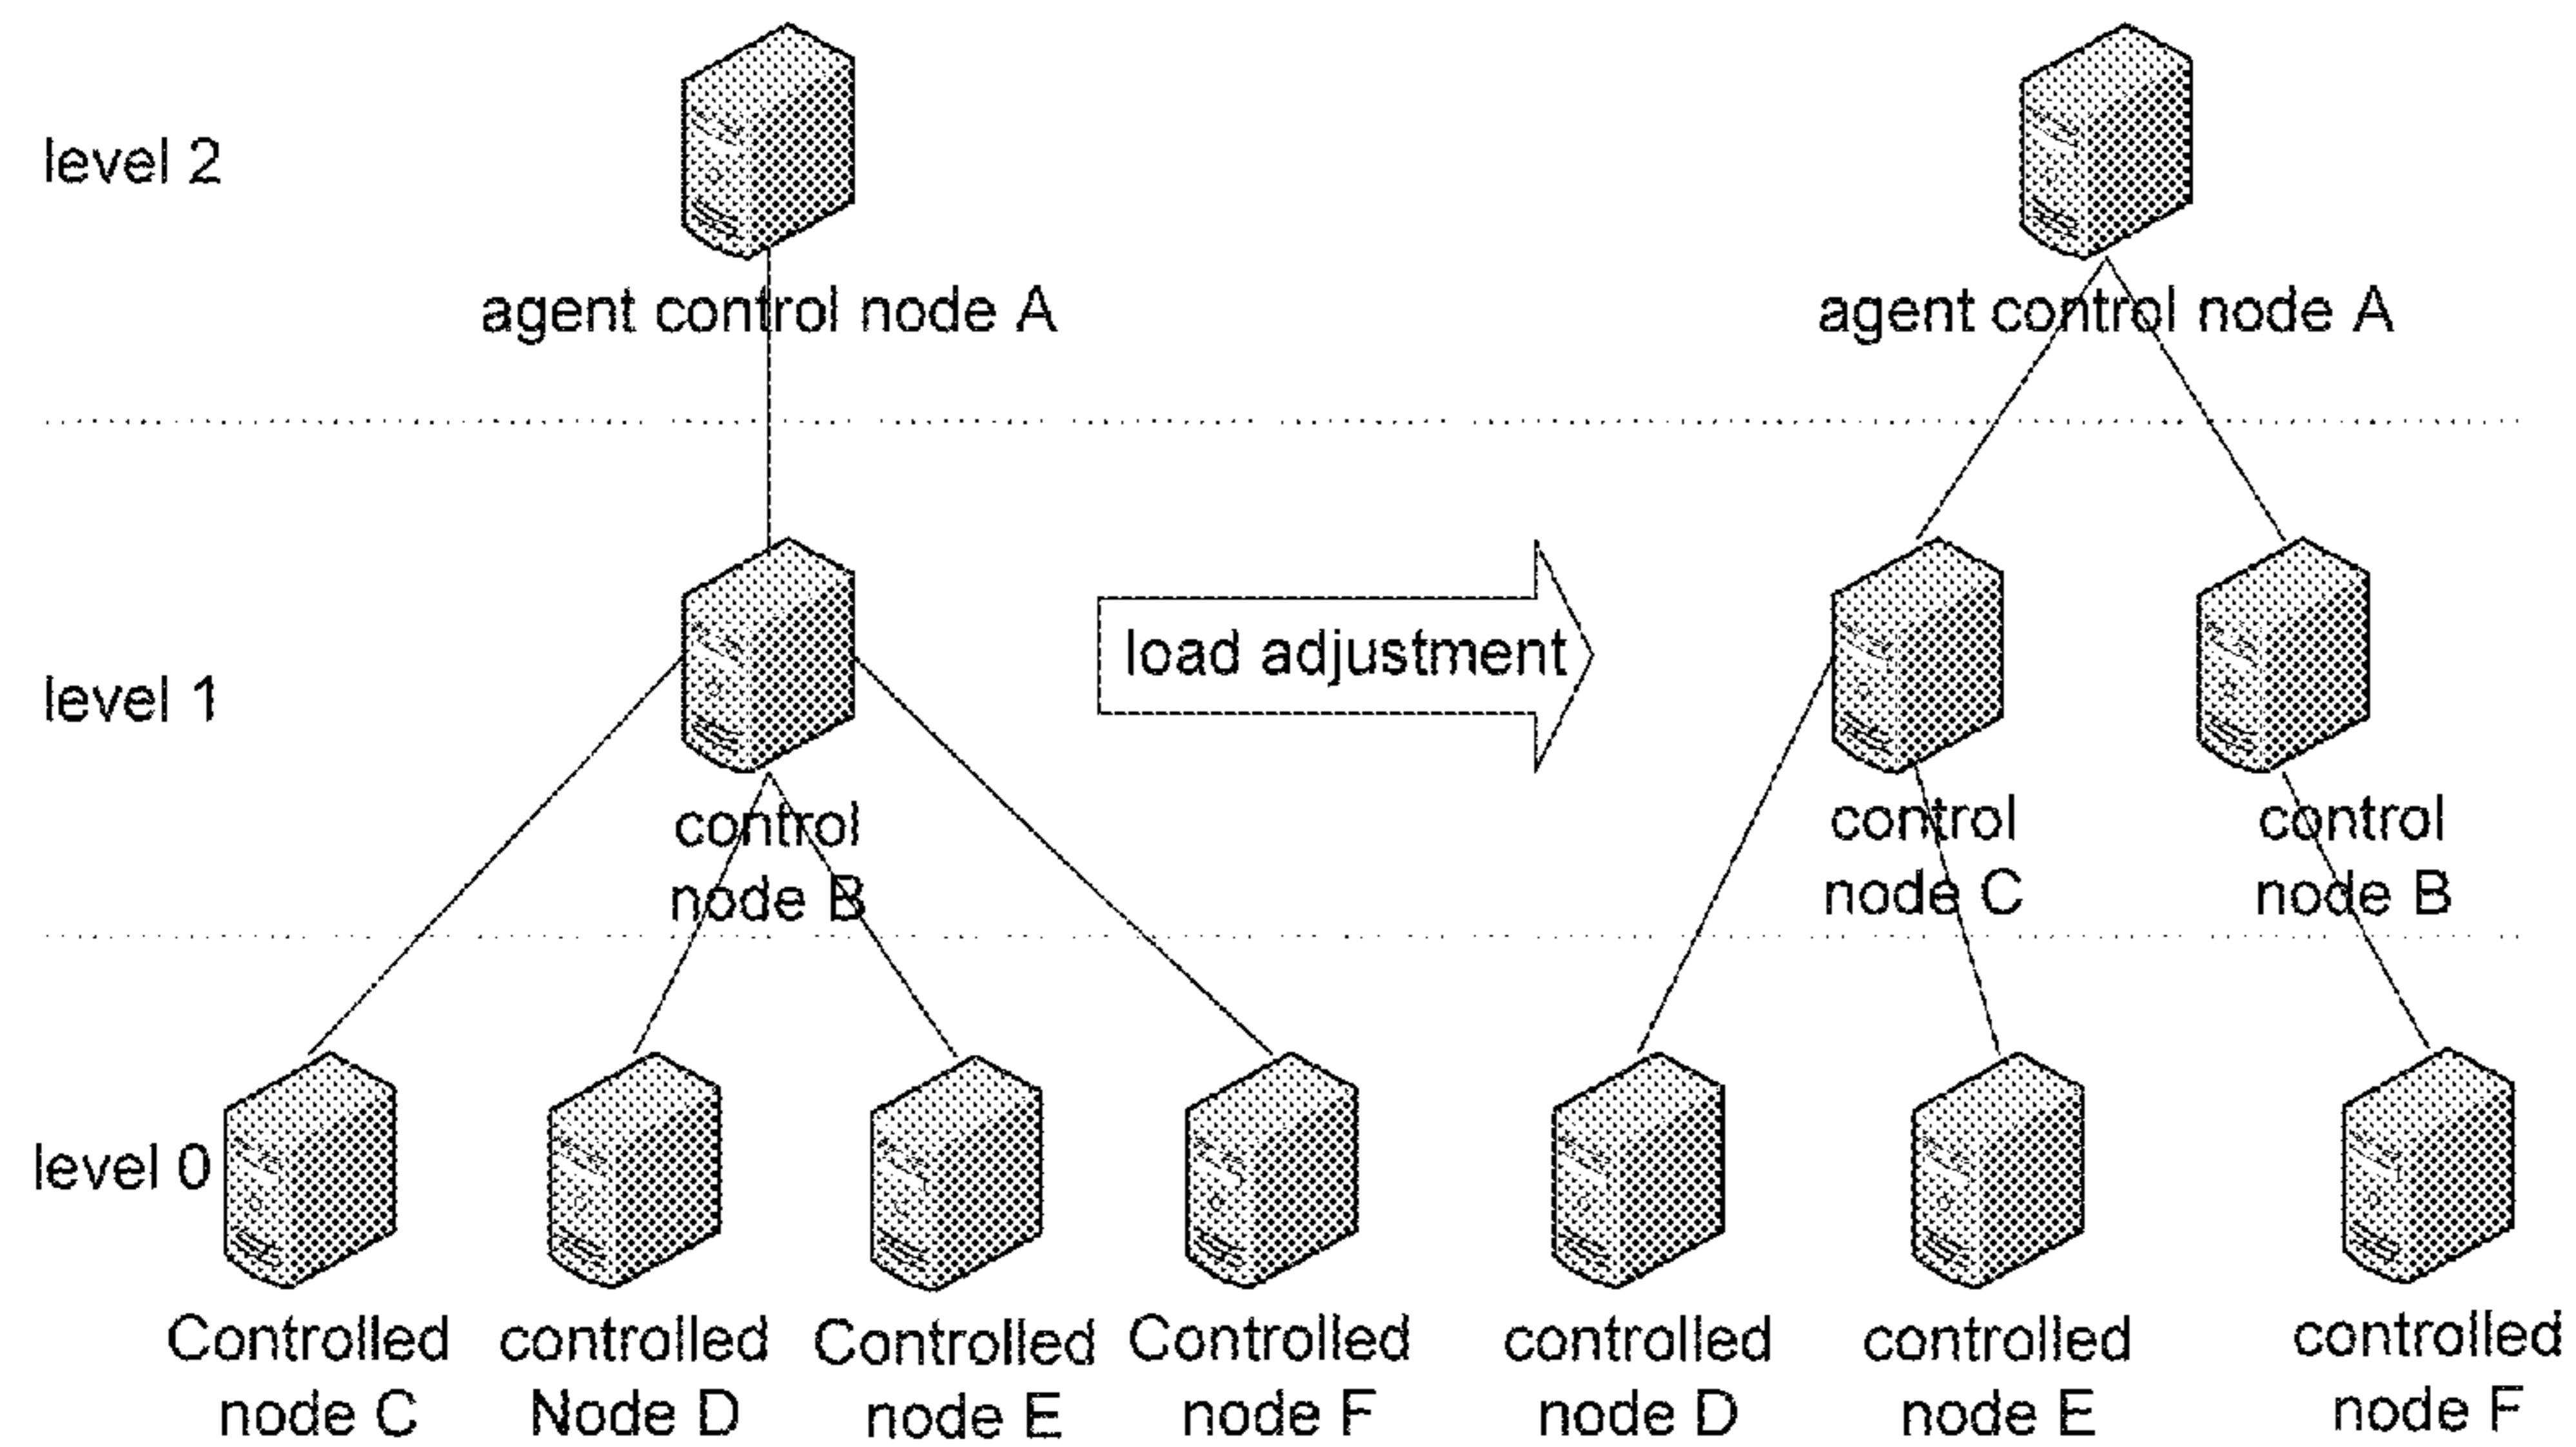 level 2
agent control node A
agent control node A
level 1
load adjustment
control
node B
control
node C
control
node B
level 0
Controlled
node C
controlled
Node D
Controlled
node E
Controlled
node F
controlled
node D
controlled
node E
controlled
node F